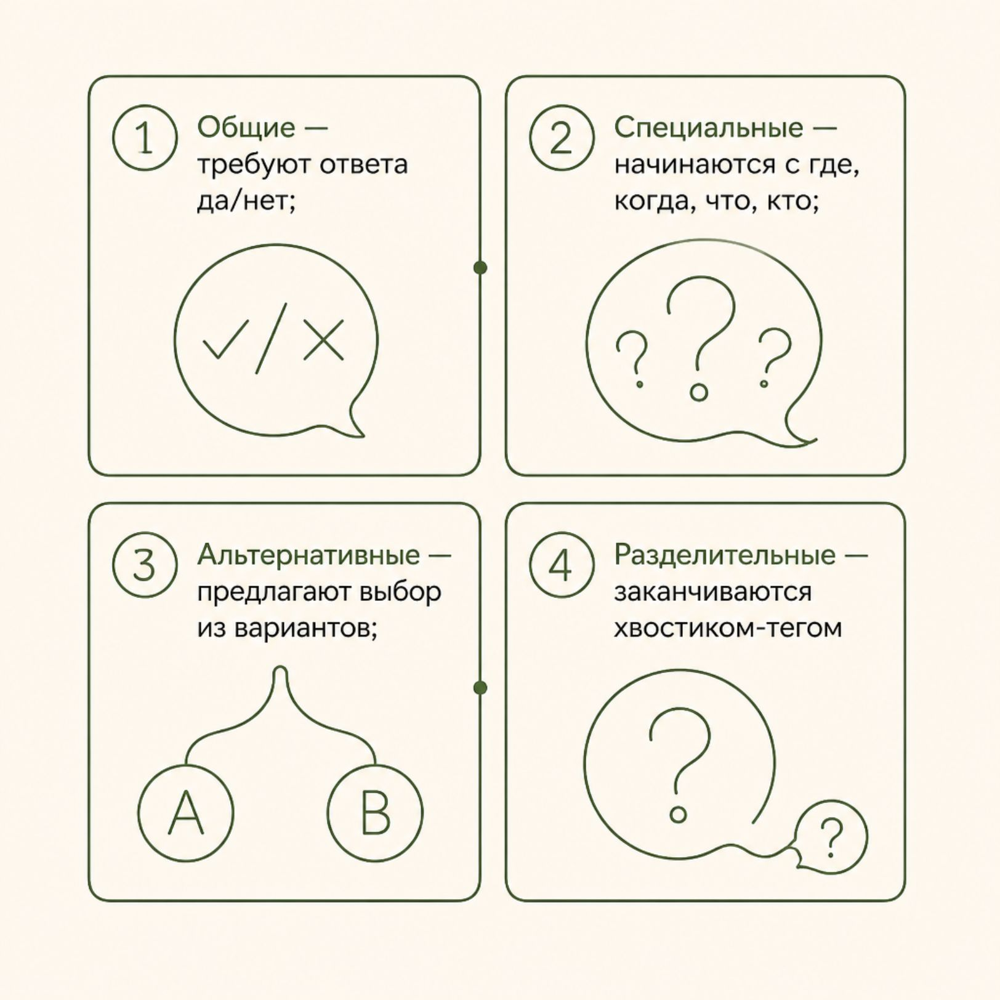 1
Общие —
требуют ответа
да/нет;
2
Специальные —
начинаются с где,
когда, что, кто;
? ? ?
3
Альтернативные —
предлагают выбор
из вариантов;
A B
4
Разделительные —
заканчиваются
хвостиком-тегом
?
?